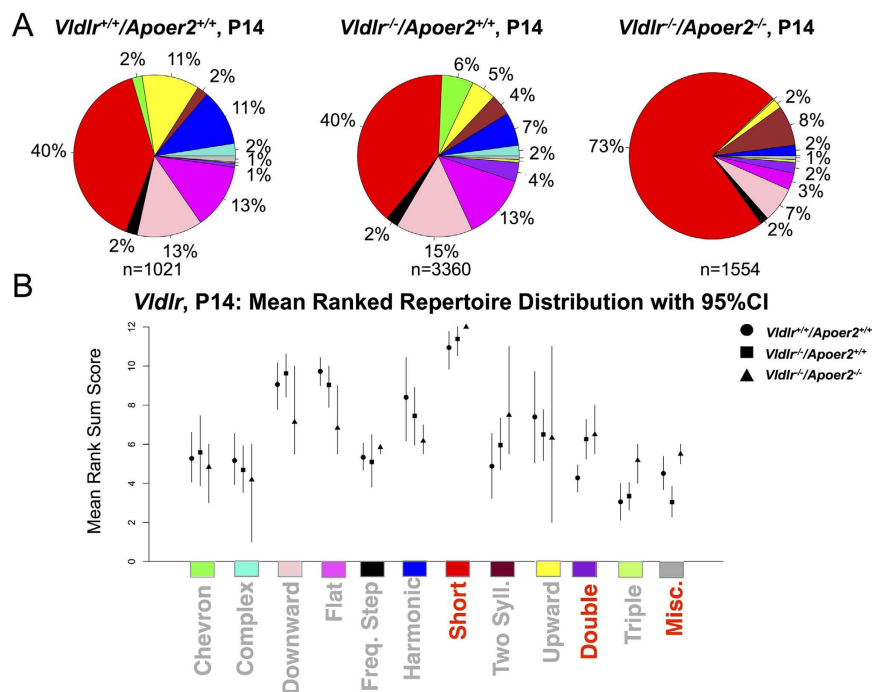 A
Vldlr+/+/Apoer2+/+, P14
Vldlr-/-/Apoer2+/+, P14
Vldlr-/-/Apoer2-/-, P14
2%
11%
2%
11%
2%
1%
1%
13%
13%
2%
40%
n=1021
6%
5%
4%
7%
2%
4%
13%
15%
2%
40%
n=3360
2%
8%
2%
1%
2%
3%
7%
2%
73%
n=1554
B
Vldlr, P14: Mean Ranked Repertoire Distribution with 95%CI
Vldlr+/+/Apoer2+/+
Vldlr-/-/Apoer2+/+
Vldlr-/-/Apoer2-/-
Mean Rank Sum Score
12
10
8
6
4
2
0
Chevron
Complex
Downward
Flat
Freq. Step
Harmonic
Short
Two Syll.
Upward
Double
Triple
Misc.